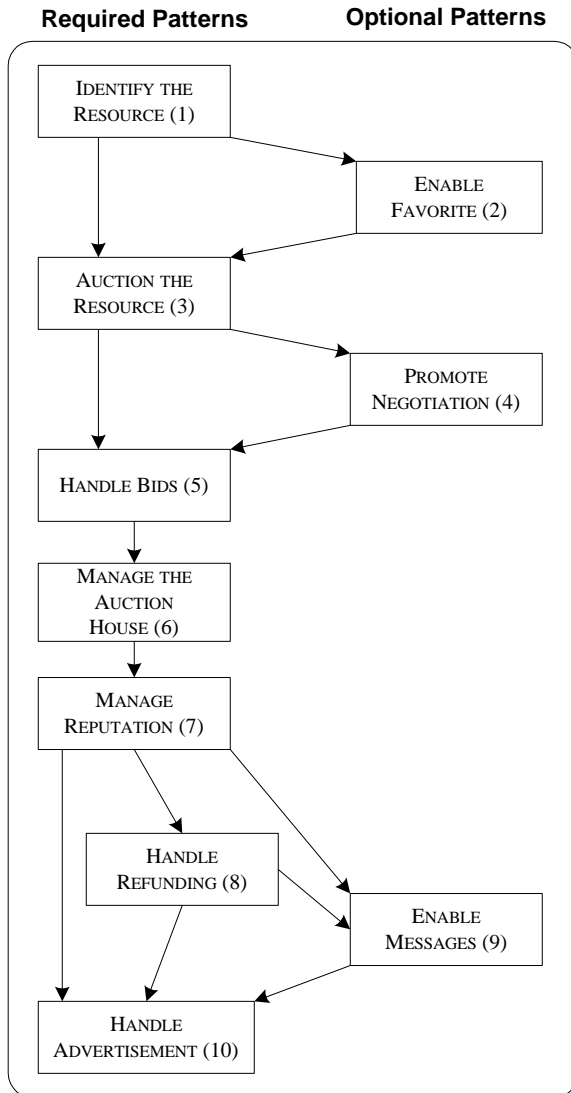 Required Patterns
Optional Patterns
IDENTIFY THE
RESOURCE (1)
ENABLE
FAVORITE (2)
AUCTION THE
RESOURCE (3)
PROMOTE
NEGOTIATION (4)
HANDLE BIDS (5)
MANAGE THE
AUCTION
HOUSE (6)
MANAGE
REPUTATION (7)
HANDLE
REFUNDING (8)
ENABLE
MESSAGES (9)
HANDLE
ADVERTISEMENT (10)